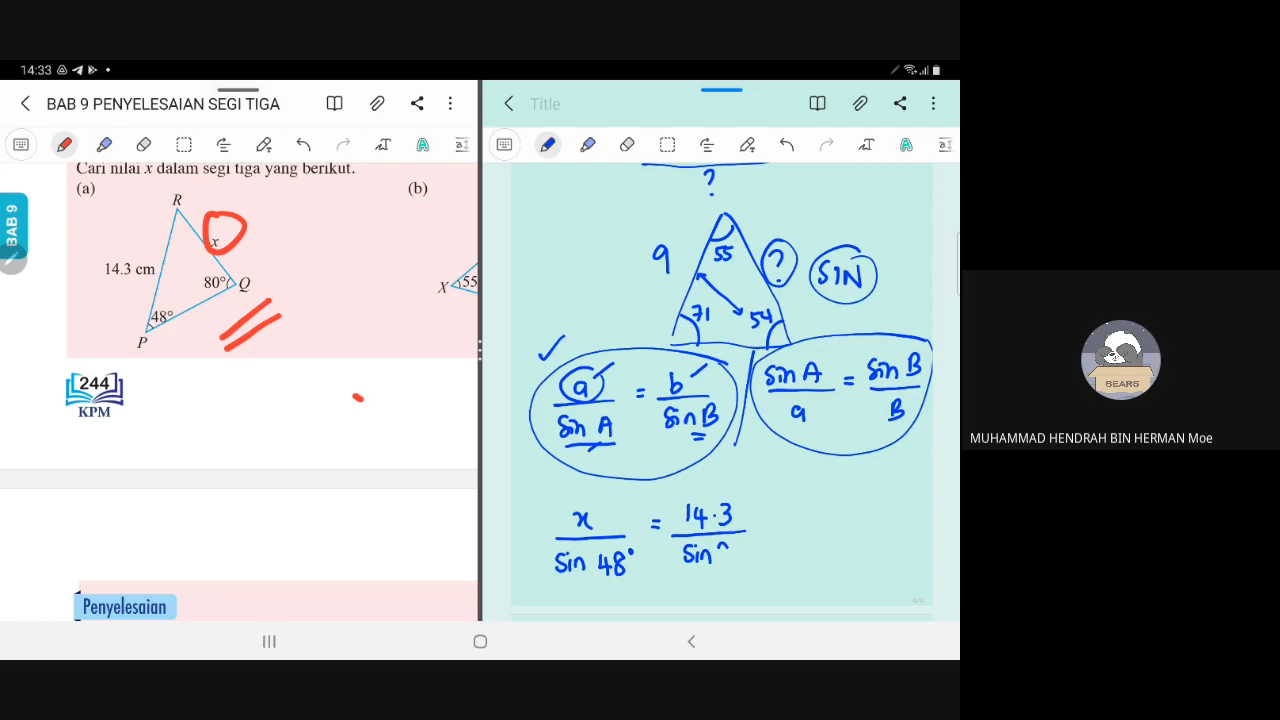 14:33
BAB 9 PENYELESAIAN SEGI TIGA
Title
BAB 9
Cari nilai x dalam segi tiga yang berikut.
(a)
(b)
R
x
14.3 cm
80°
Q
48°
P
X
55
244
KPM
Penyelesaian
?
9
55
?
SIN
71
54
a/sin A = b/sin B
sin A/a = sin B/B
x/sin 48° = 14.3/sin
4/4
BEARS
MUHAMMAD HENDRAH BIN HERMAN Moe